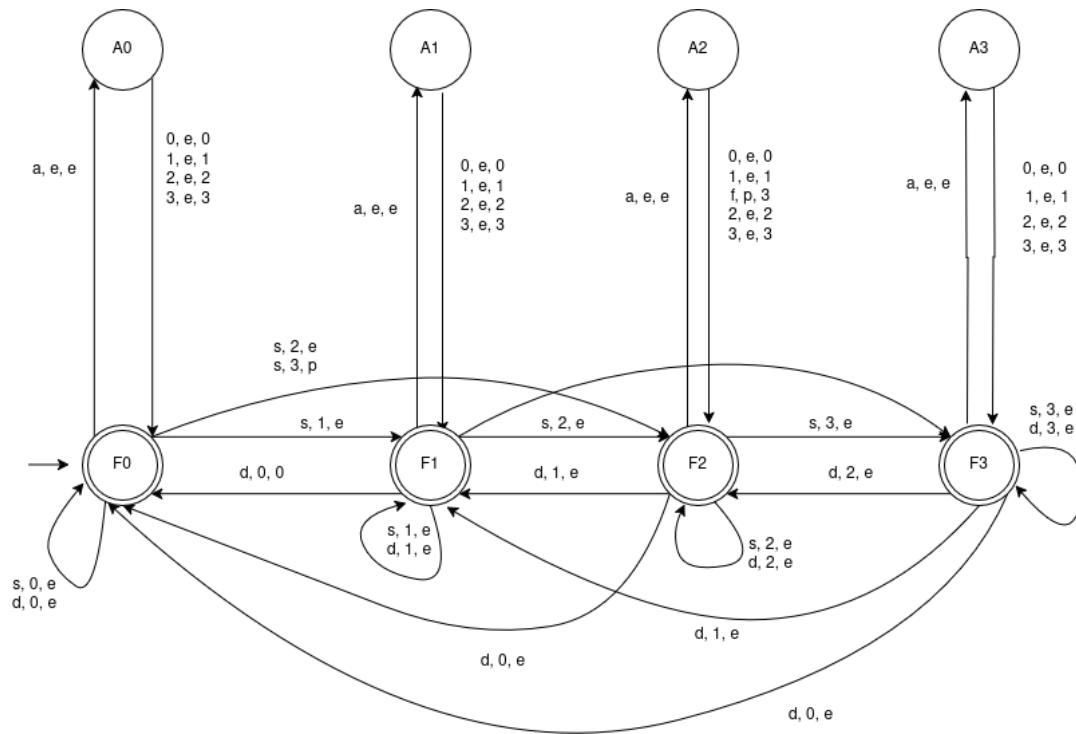 A0
A1
A2
A3
a, e, e
0, e, 0
1, e, 1
2, e, 2
3, e, 3
a, e, e
0, e, 0
1, e, 1
2, e, 2
3, e, 3
a, e, e
0, e, 0
1, e, 1
f, p, 3
2, e, 2
3, e, 3
a, e, e
0, e, 0
1, e, 1
2, e, 2
3, e, 3
s, 2, e
s, 3, p
s, 1, e
s, 2, e
s, 3, e
s, 3, e
d, 3, e
F0
F1
F2
F3
d, 0, 0
d, 1, e
d, 2, e
s, 0, e
d, 0, e
s, 1, e
d, 1, e
s, 2, e
d, 2, e
d, 1, e
d, 0, e
d, 0, e